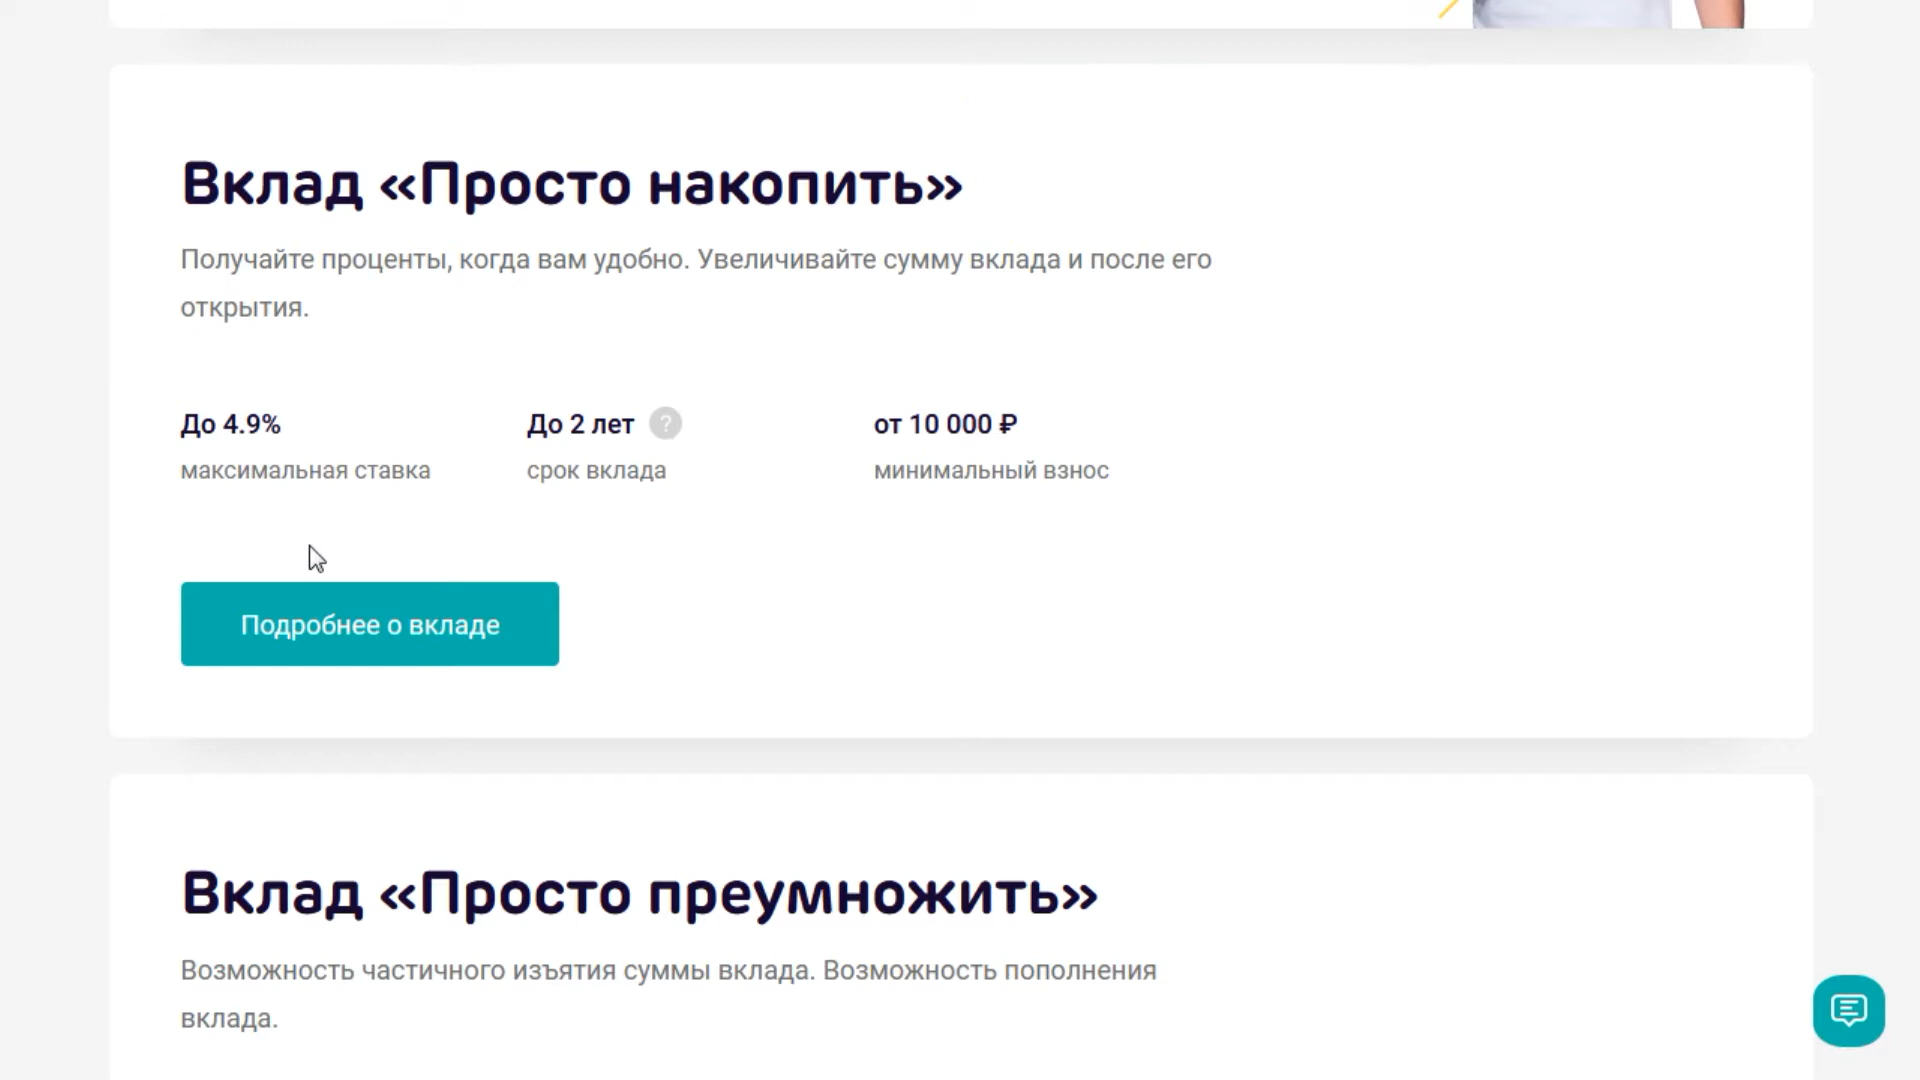 Вклад «Просто накопить»
Получайте проценты, когда вам удобно. Увеличивайте сумму вклада и после его
открытия.
До 4.9%
До 2 лет ?
от 10 000 ₽
максимальная ставка
срок вклада
минимальный взнос
Подробнее о вкладе
Вклад «Просто преумножить»
Возможность частичного изъятия суммы вклада. Возможность пополнения
вклада.